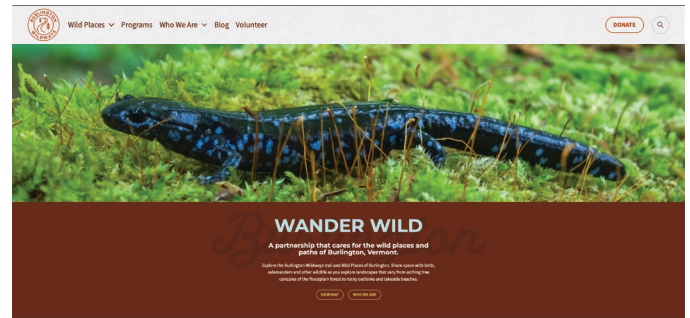 BURLINGTON
WILDWAYS
Wild Places Programs Who We Are Blog Volunteer
DONATE
Burlington
WANDER WILD
A partnership that cares for the wild places and
paths of Burlington, Vermont.
Explore the Burlington Wildways trail and Wild Places of Burlington. Share space with birds,
salamanders and other wildlife as you explore landscapes that vary from arching tree
canopies of the floodplain forest to rocky outlooks and lakeside beaches.
VIEW MAP WHO WE ARE